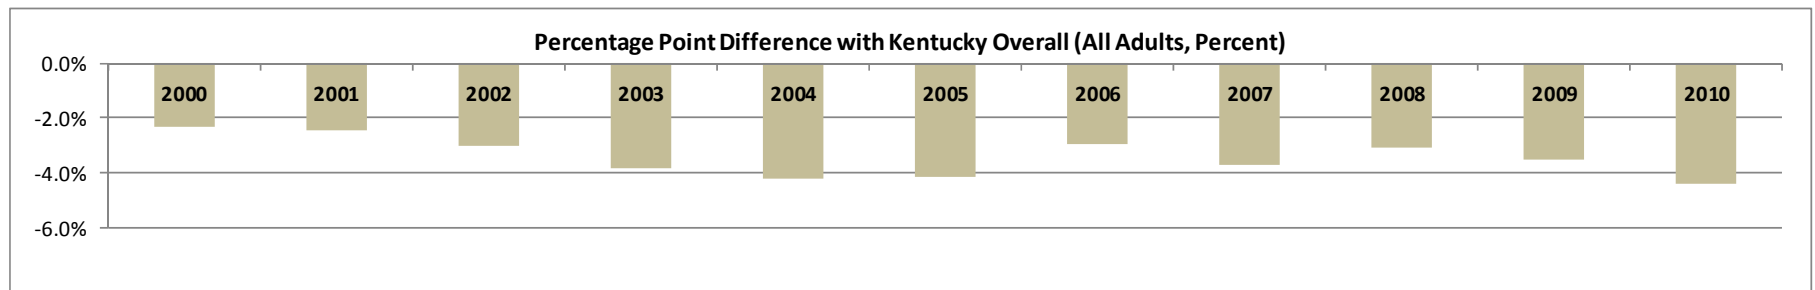 Percentage Point Difference with Kentucky Overall (All Adults, Percent)
0.0%
2000 2001 2002 2003 2004 2005 2006 2007 2008 2009 2010
-2.0%
-4.0%
-6.0%